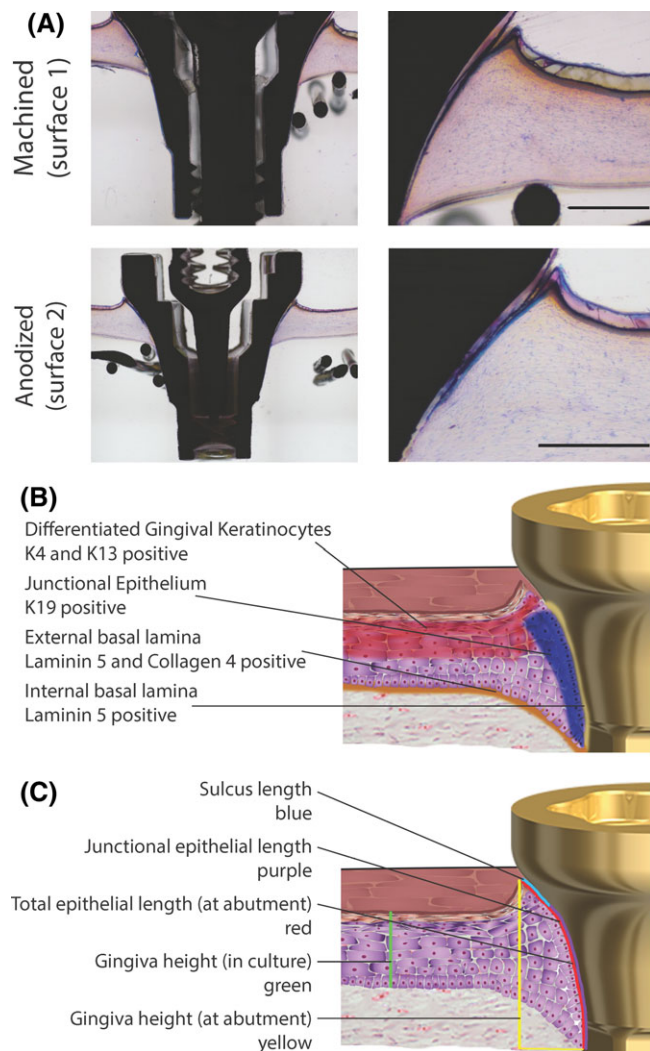 (A)
Machined
(surface 1)
Anodized
(surface 2)
(B)
Differentiated Gingival Keratinocytes
K4 and K13 positive
Junctional Epithelium
K19 positive
External basal lamina
Laminin 5 and Collagen 4 positive
Internal basal lamina
Laminin 5 positive
(C)
Sulcus length
blue
Junctional epithelial length
purple
Total epithelial length (at abutment)
red
Gingiva height (in culture)
green
Gingiva height (at abutment)
yellow